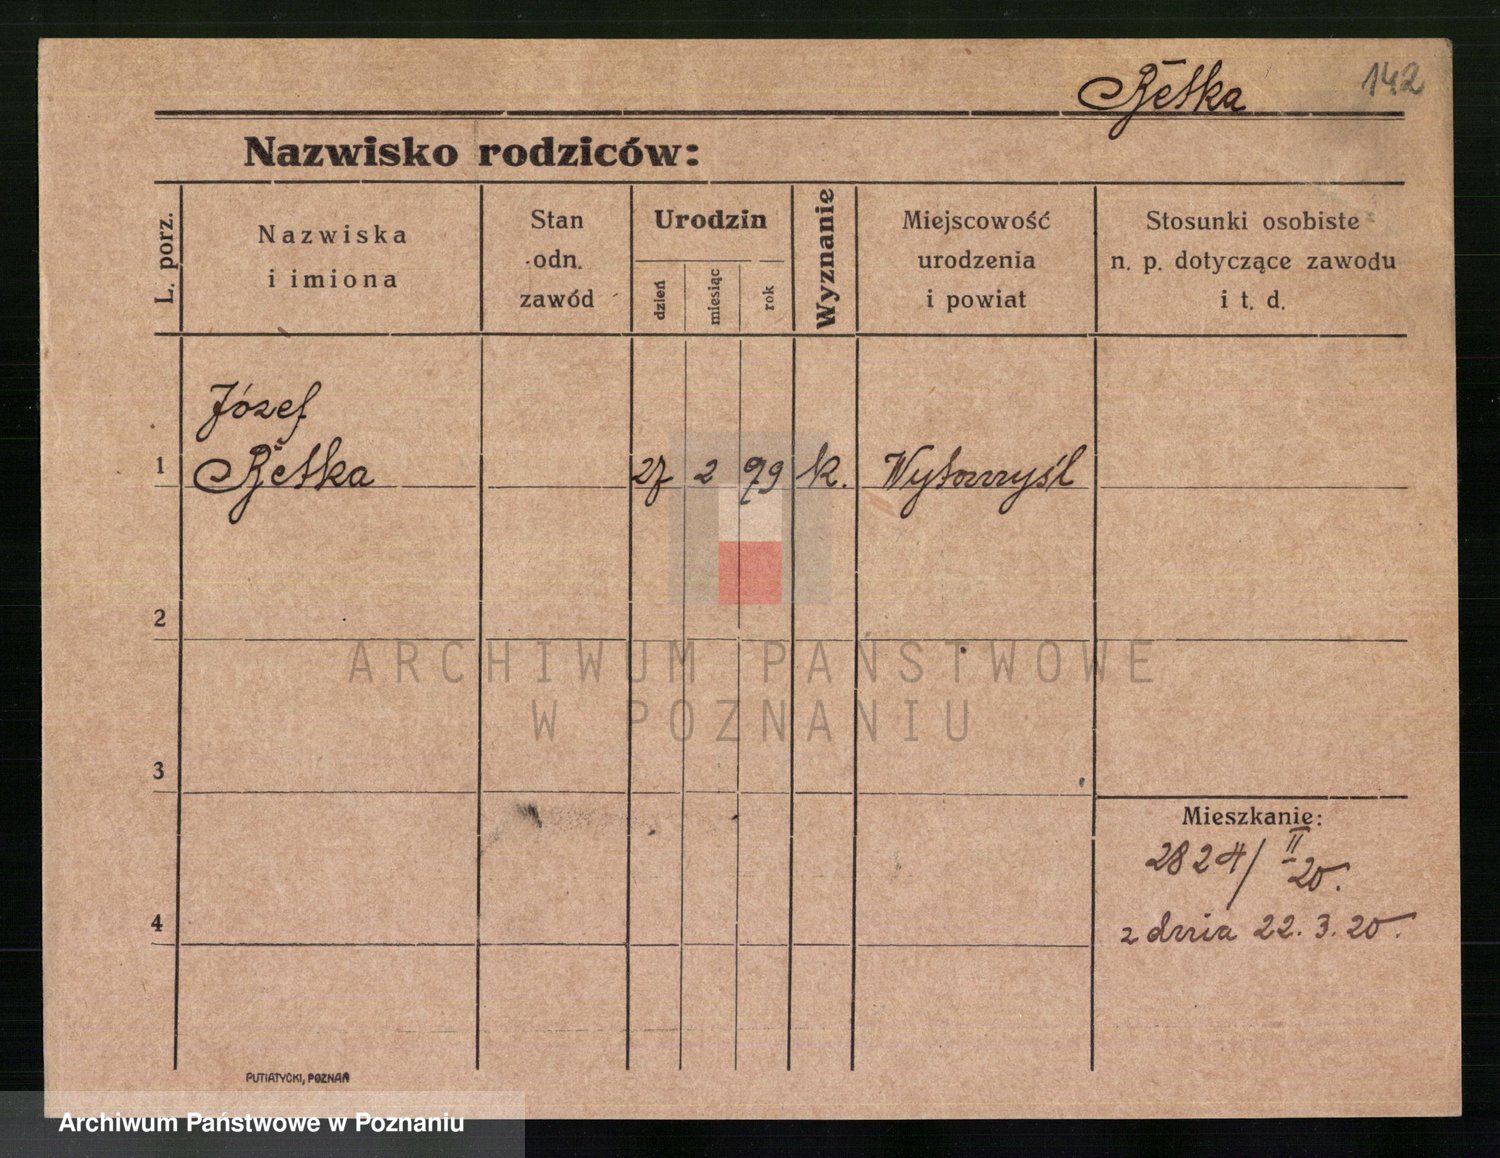 Rętka 142
Nazwisko rodziców:
L. porz.
Nazwiska
i imiona
Stan
odn.
zawód
Urodzin
dzień
miesiąc
rok
Wyznanie
Miejscowość
urodzenia
i powiat
Stosunki osobiste
n. p. dotyczące zawodu
i t. d.
Józef
1 27 2 79 k. Wytomyśl
2
3
Mieszkanie:
2824/II 20.
4
z dnia 22. 3. 20.
PUTIATYCKI, POZNAŃ
ARCHIWUM PAŃSTWOWE
W POZNANIU
Archiwum Państwowe w Poznaniu